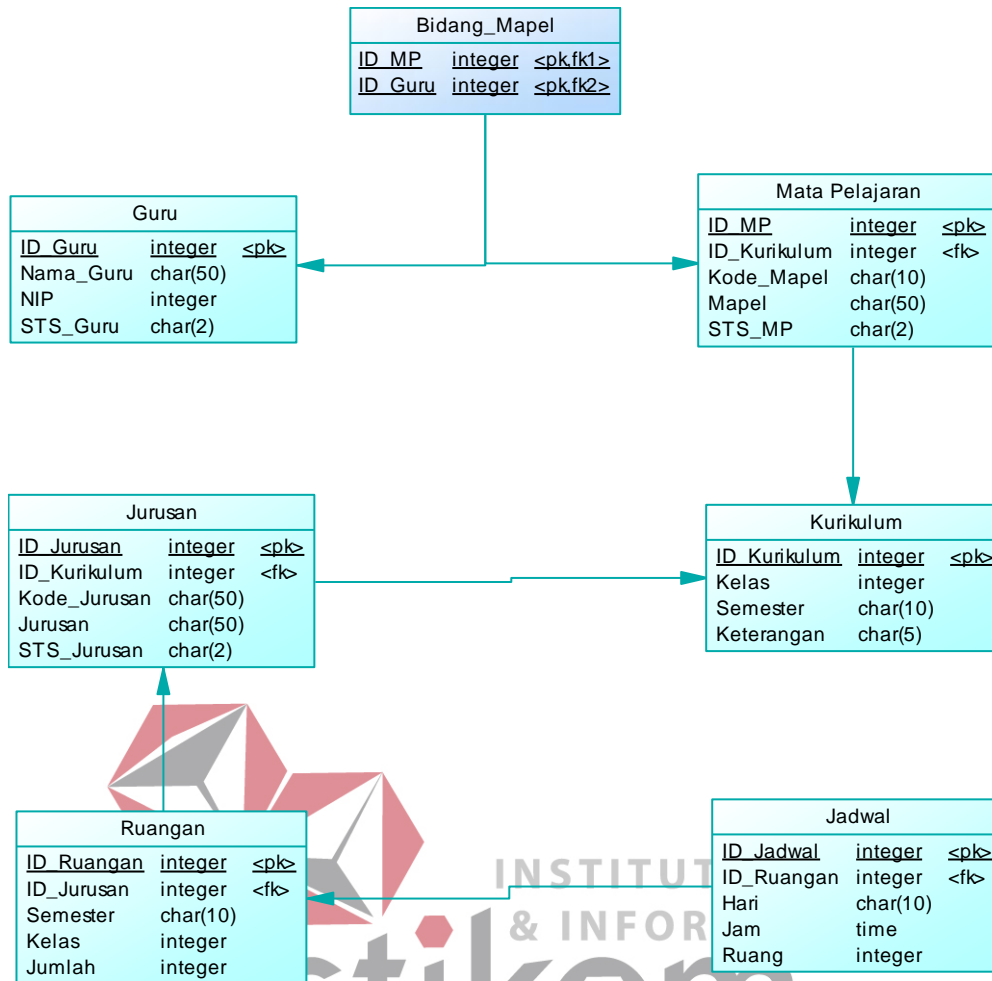 Bidang_Mapel
ID_MP integer <pk,fk1>
ID_Guru integer <pk,fk2>
Guru
ID_Guru integer <pk>
Nama_Guru char(50)
NIP integer
STS_Guru char(2)
Mata Pelajaran
ID_MP integer <pk>
ID_Kurikulum integer <fk>
Kode_Mapel char(10)
Mapel char(50)
STS_MP char(2)
Jurusan
ID_Jurusan integer <pk>
ID_Kurikulum integer <fk>
Kode_Jurusan char(50)
Jurusan char(50)
STS_Jurusan char(2)
Kurikulum
ID_Kurikulum integer <pk>
Kelas integer
Semester char(10)
Keterangan char(5)
Ruangan
ID_Ruangan integer <pk>
ID_Jurusan integer <fk>
Semester char(10)
Kelas integer
Jumlah integer
Jadwal
ID_Jadwal integer <pk>
ID_Ruangan integer <fk>
Hari char(10)
Jam time
Ruang integer
INSTITUT
& INFOR